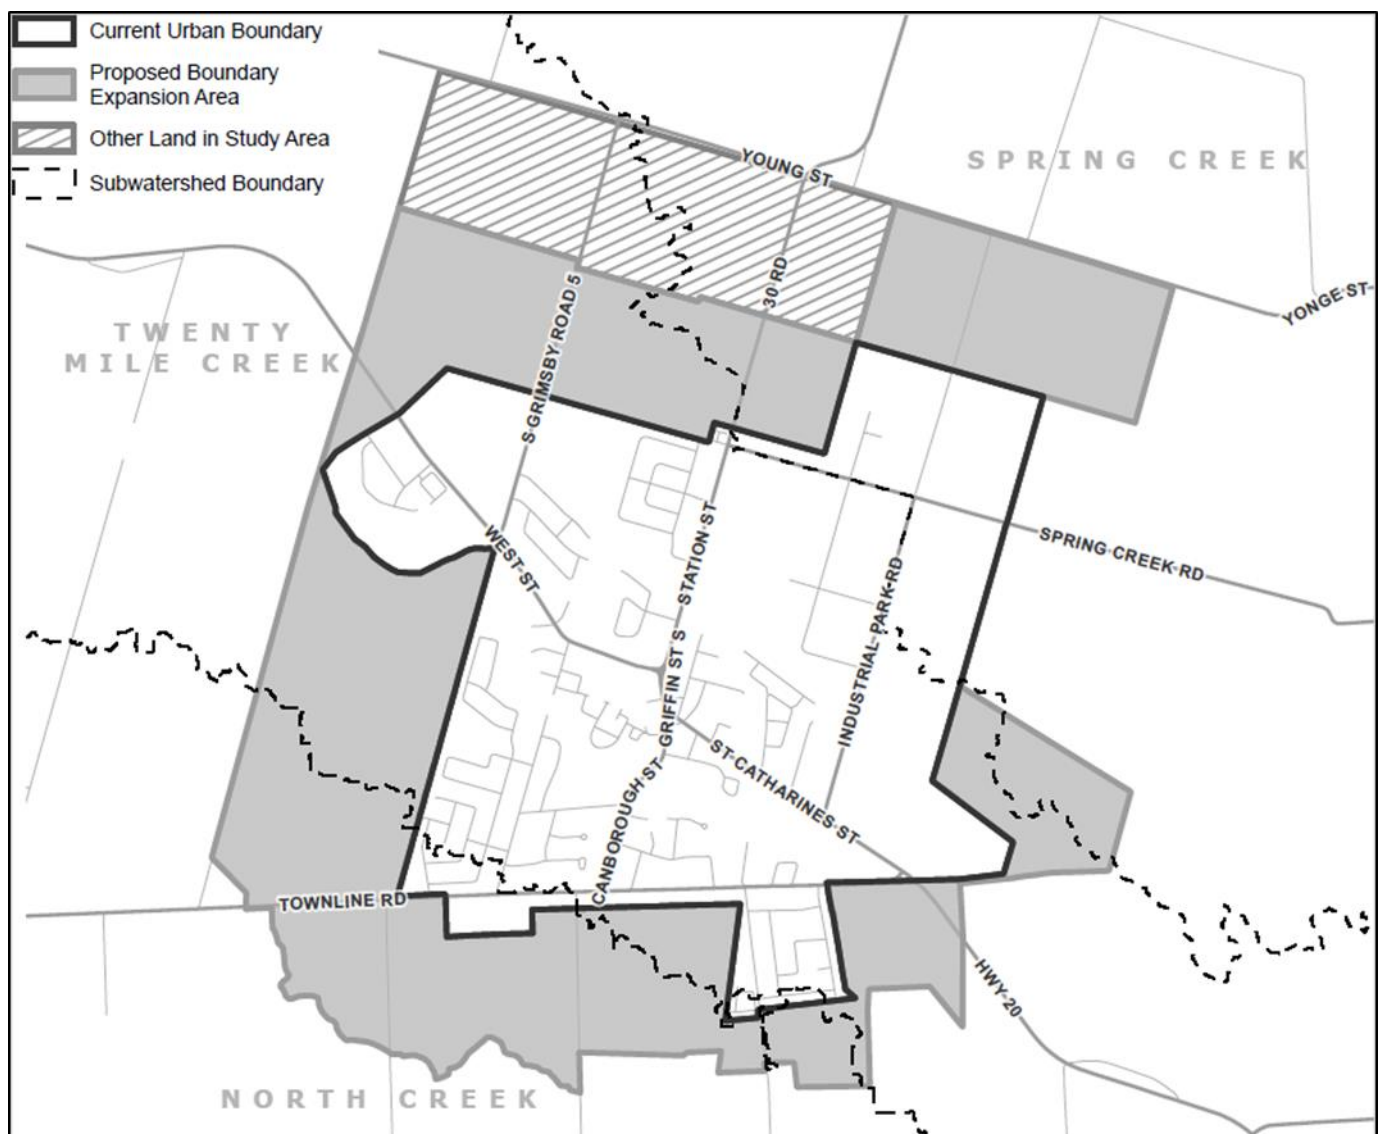 Current Urban Boundary
Proposed Boundary
Expansion Area
Other Land in Study Area
Subwatershed Boundary
YOUNG ST
SPRING CREEK
YONGE ST
30 RD
S GRIMSBY ROAD 5
TWENTY
MILE CREEK
WEST ST
STATION ST
SPRING CREEK RD
INDUSTRIAL PARK RD
GRIFFIN ST S
ST CATHARINES ST
CANBOROUGH ST
TOWNLINE RD
HWY 20
NORTH CREEK